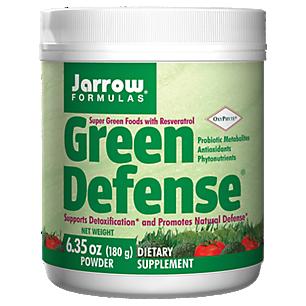 Jarrow
FORMULAS
Super Green Foods with Resveratrol
OxyPhyte®
Green
Defense®
Probiotic Metabolites
Antioxidants
Phytonutrients
Supports Detoxification* and Promotes Natural Defense*
NET WEIGHT
6.35 oz (180 g)
POWDER
DIETARY
SUPPLEMENT